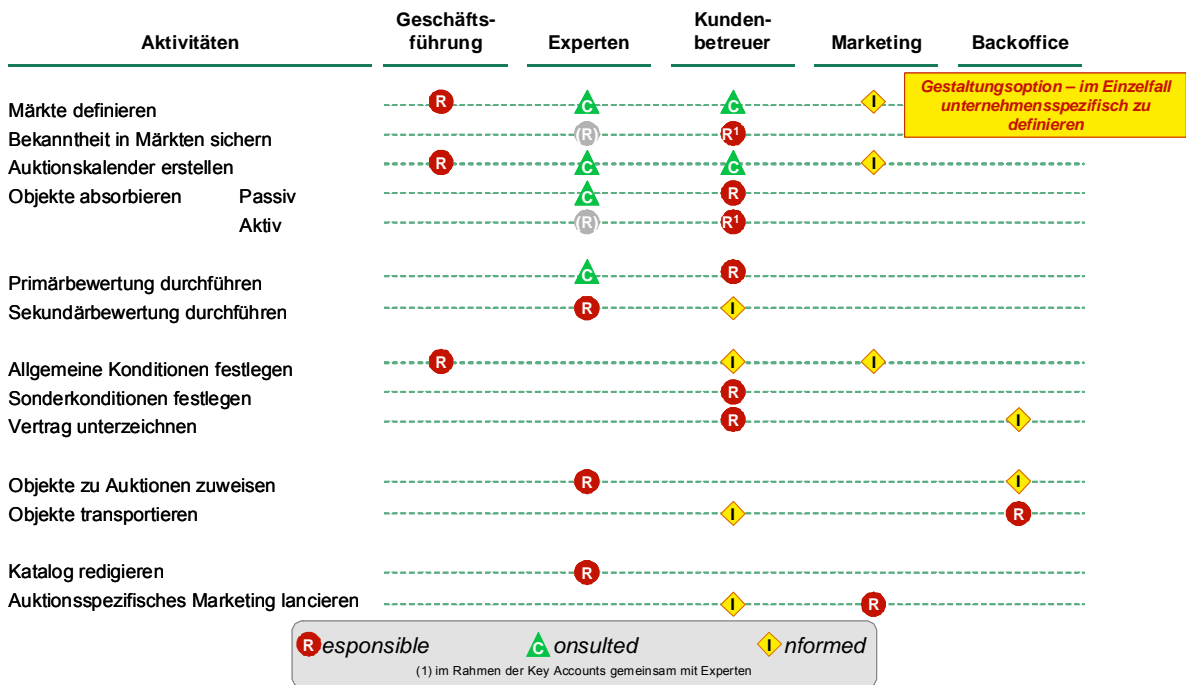 Aktivitäten
Geschäfts-
führung
Experten
Kunden-
betreuer
Marketing
Backoffice
Gestaltungsoption – im Einzelfall
unternehmensspezifisch zu
definieren
Märkte definieren R C C I
Bekanntheit in Märkten sichern (R) R¹
Auktionskalender erstellen R C C I
Objekte absorbieren Passiv C R
Aktiv (R) R¹
Primärbewertung durchführen C R
Sekundärbewertung durchführen R I
Allgemeine Konditionen festlegen R I I
Sonderkonditionen festlegen R
Vertrag unterzeichnen R I
Objekte zu Auktionen zuweisen R I
Objekte transportieren I R
Katalog redigieren R
Auktionsspezifisches Marketing lancieren I R
Responsible Consulted Informed
(1) im Rahmen der Key Accounts gemeinsam mit Experten